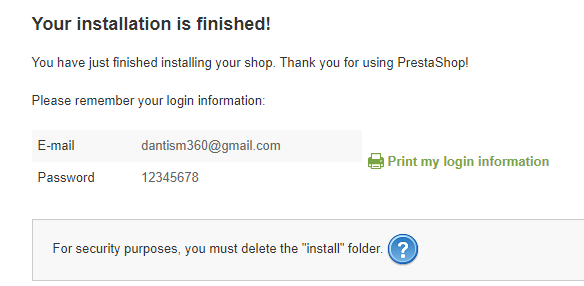 Your installation is finished!
You have just finished installing your shop. Thank you for using PrestaShop!
Please remember your login information:
E-mail dantism360@gmail.com
Print my login information
Password 12345678
For security purposes, you must delete the "install" folder. ?